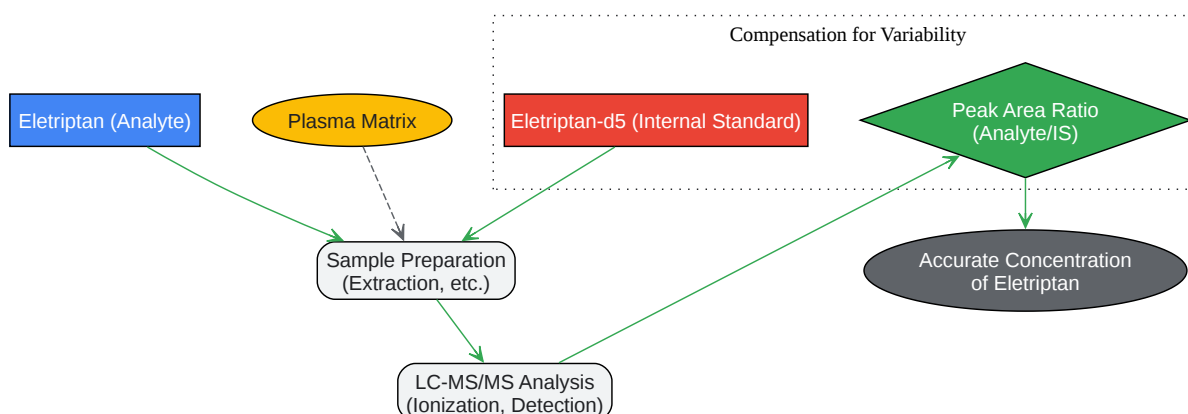 Compensation for Variability
Eletriptan (Analyte)
Plasma Matrix
Eletriptan-d5 (Internal Standard)
Peak Area Ratio
(Analyte/IS)
Sample Preparation
(Extraction, etc.)
Accurate Concentration
of Eletriptan
LC-MS/MS Analysis
(Ionization, Detection)